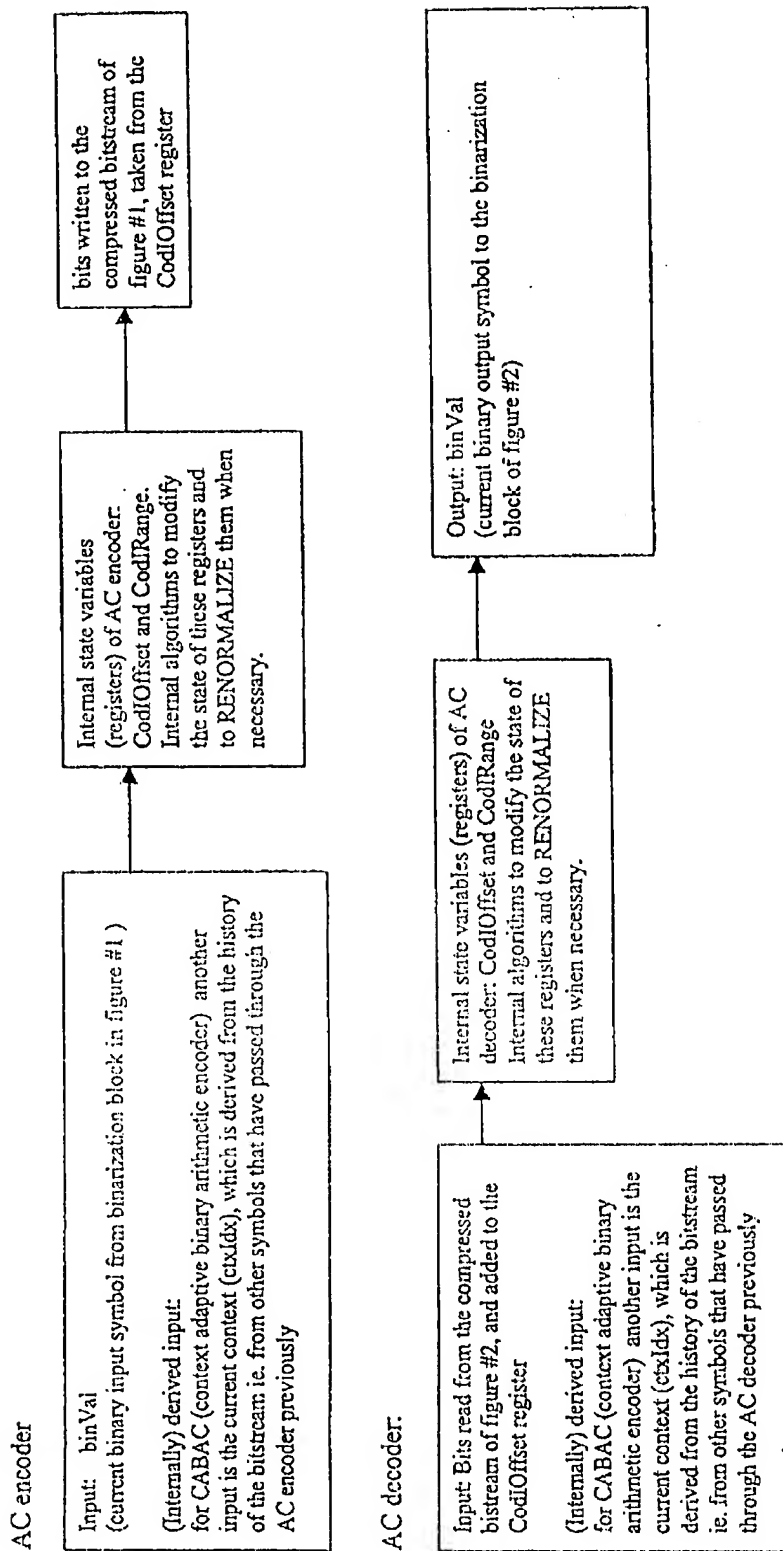 AC encoder
Input: binVal
(current binary input symbol from binarization block in figure #1 )
(Internally) derived input:
for CABAC (context adaptive binary arithmetic encoder) another
input is the current context (ctxIdx), which is derived from the history
of the bitstream ie. from other symbols that have passed through the
AC encoder previously
Internal state variables
(registers) of AC encoder:
CodIOffset and CodIRange.
Internal algorithms to modify
the state of these registers and
to RENORMALIZE them when
necessary.
bits written to the
compressed bitstream of
figure #1, taken from the
CodIOffset register
AC decoder:
Input: Bits read from the compressed
bistream of figure #2, and added to the
CodIOffset register
(Internally) derived input:
for CABAC (context adaptive binary
arithmetic encoder) another input is the
current context (ctxIdx), which is
derived from the history of the bitstream
ie. from other symbols that have passed
through the AC decoder previously
Internal state variables (registers) of AC
decoder: CodIOffset and CodIRange
Internal algorithms to modify the state of
these registers and to RENORMALIZE
them when necessary.
Output: binVal
(current binary output symbol to the binarization
block of figure #2)